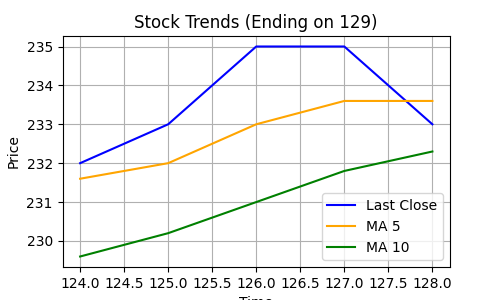 Stock Trends (Ending on 129)
Price
235
234
233
232
231
230
Last Close
MA 5
MA 10
124.0 124.5 125.0 125.5 126.0 126.5 127.0 127.5 128.0
Time